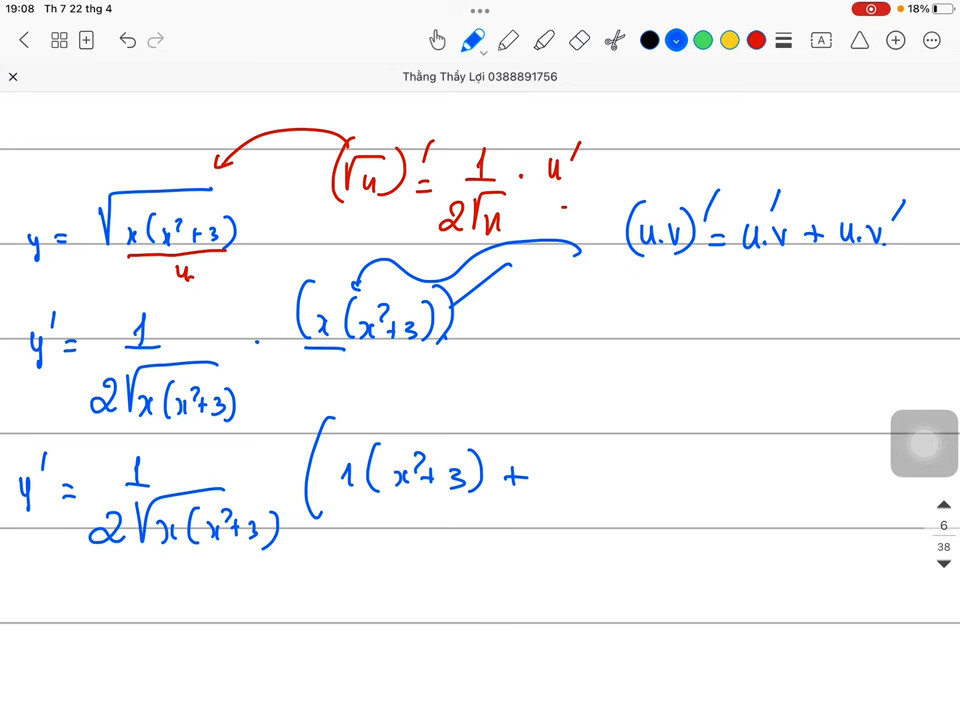 19:08 Th 7 22 thg 4
18%
A
Thằng Thầy Lợi 0388891756
(√u)' = 1/(2√u) · u'
y = √(x(x²+3))
u
(u.v)' = u'.v + u.v'
y' = 1/(2√(x(x²+3))) · (x(x²+3))
y' = 1/(2√(x(x²+3))) (1(x²+3) +
6
38